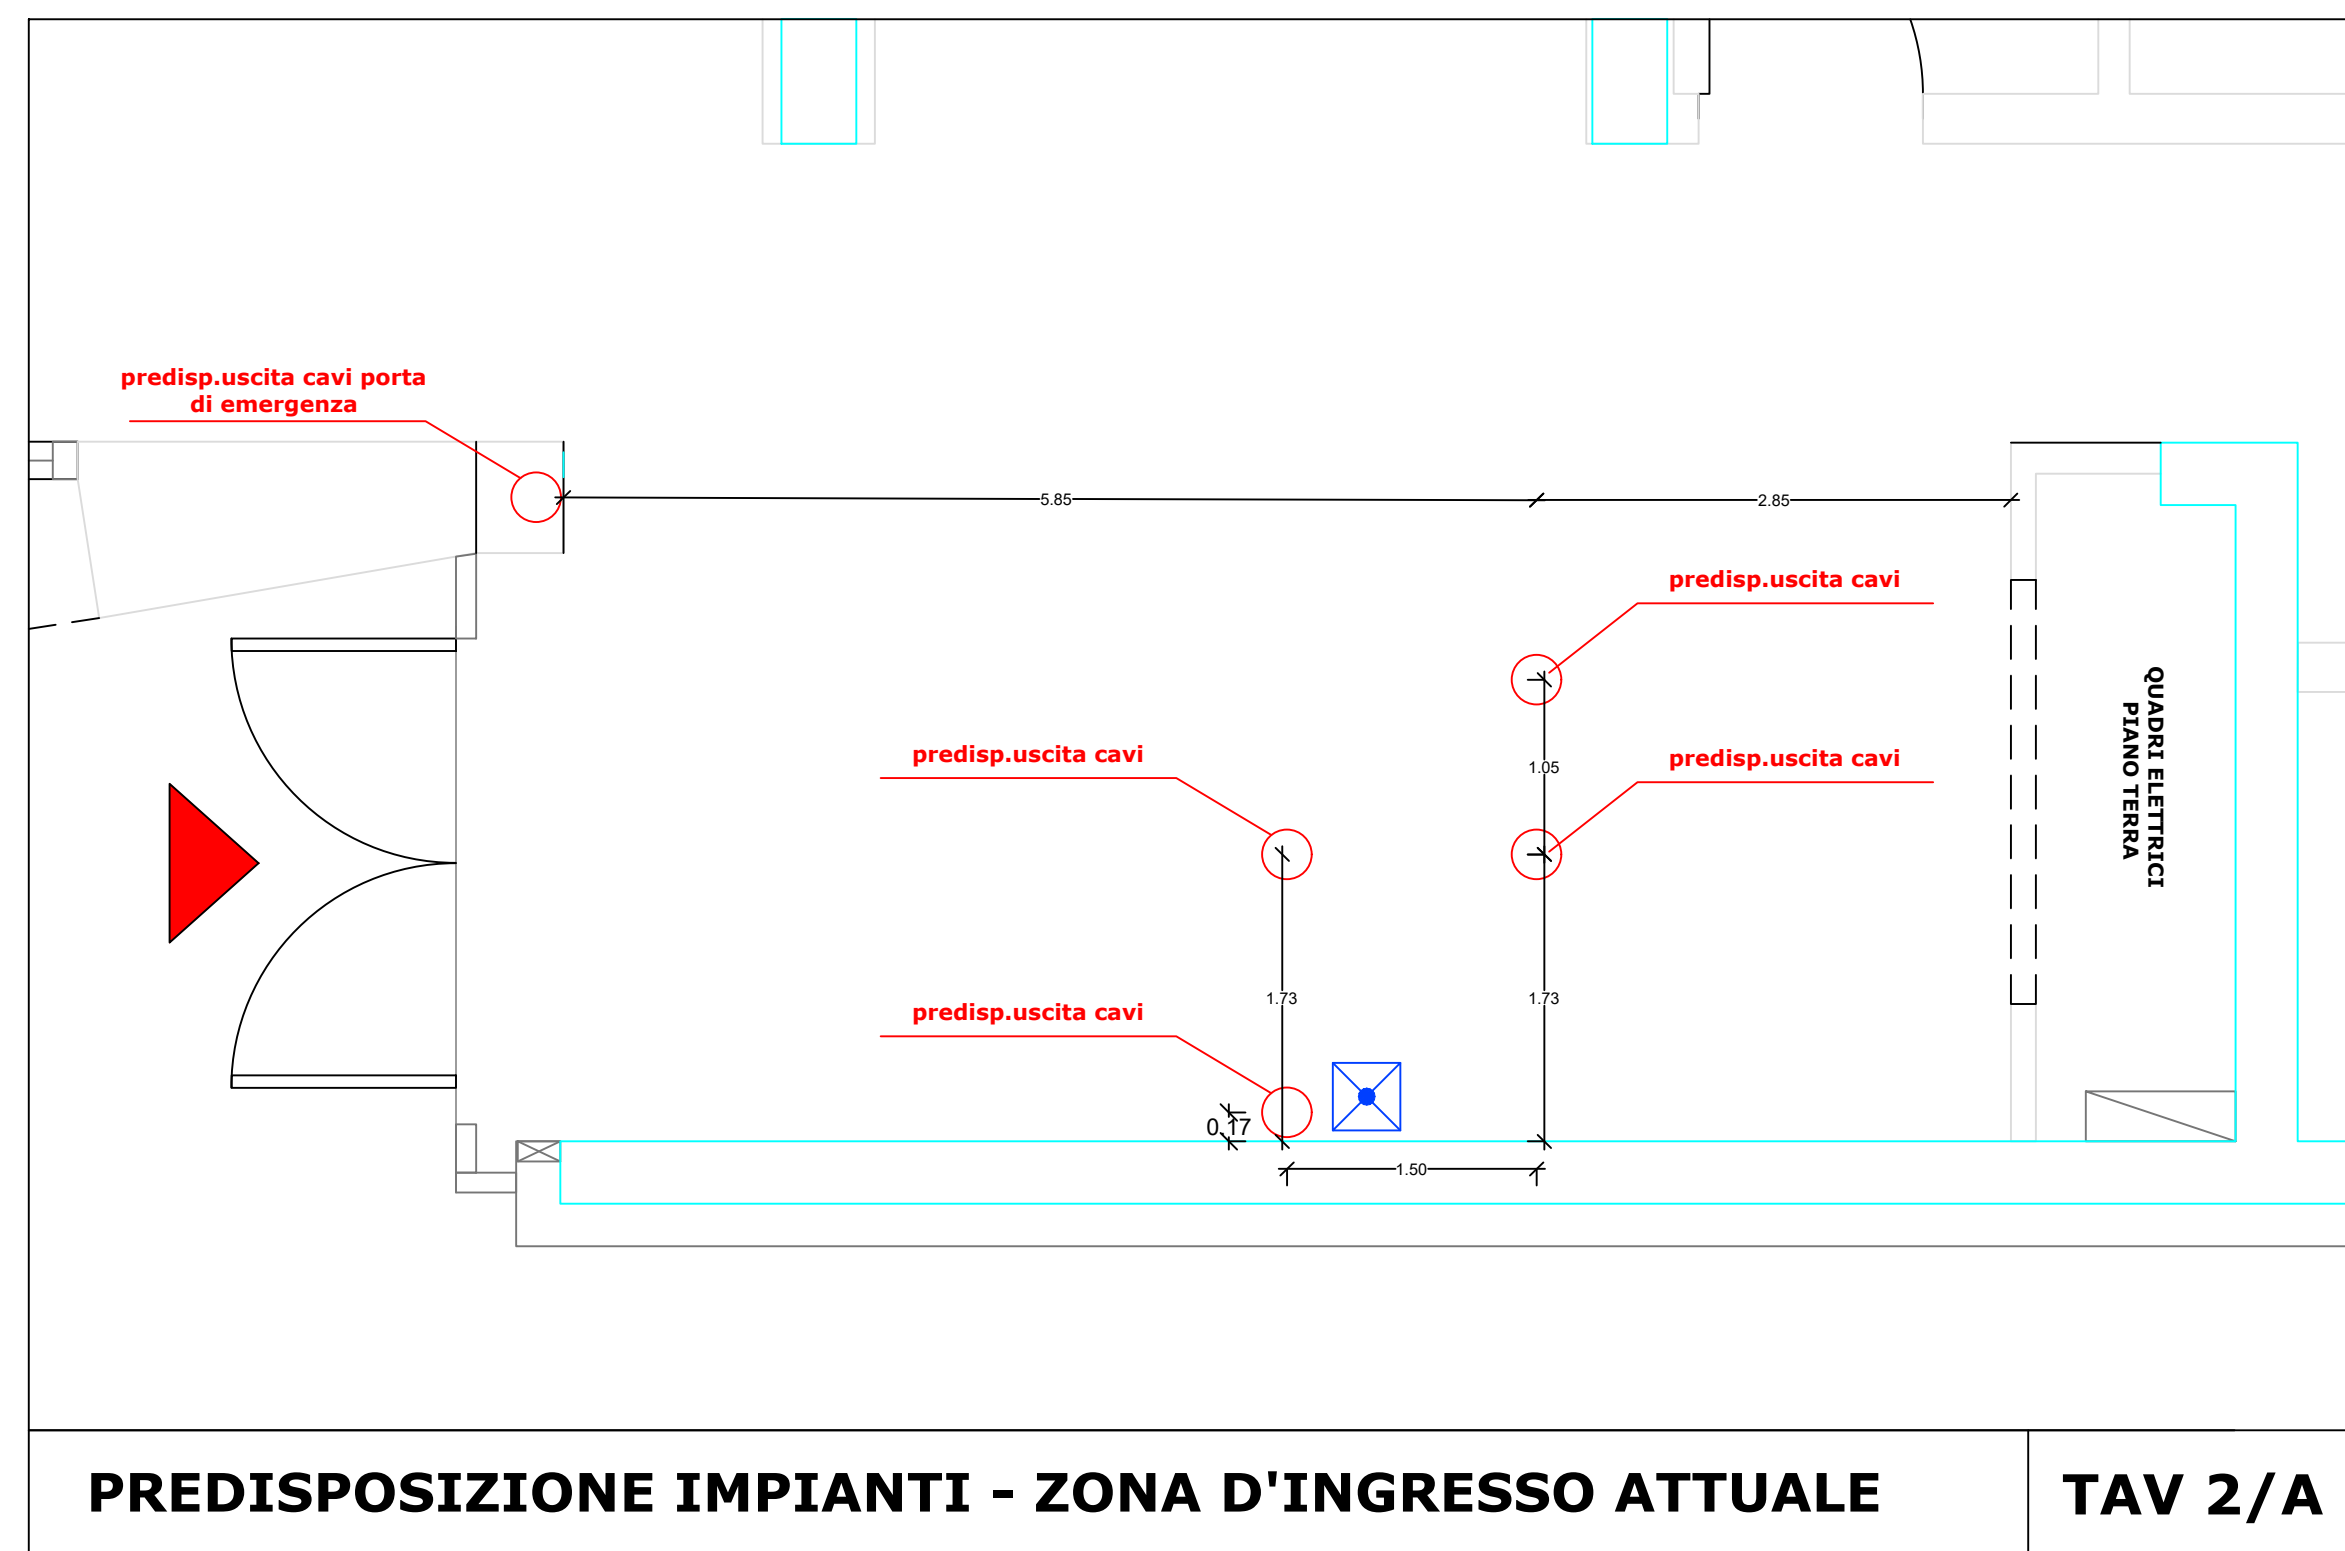 predisp.uscita cavi porta
di emergenza
5.85
2.85
predisp.uscita cavi
predisp.uscita cavi
1.05
predisp.uscita cavi
QUADRI ELETTRICI
PIANO TERRA
1.73
1.73
predisp.uscita cavi
0.17
1.50
PREDISPOSIZIONE IMPIANTI - ZONA D'INGRESSO ATTUALE
TAV 2/A